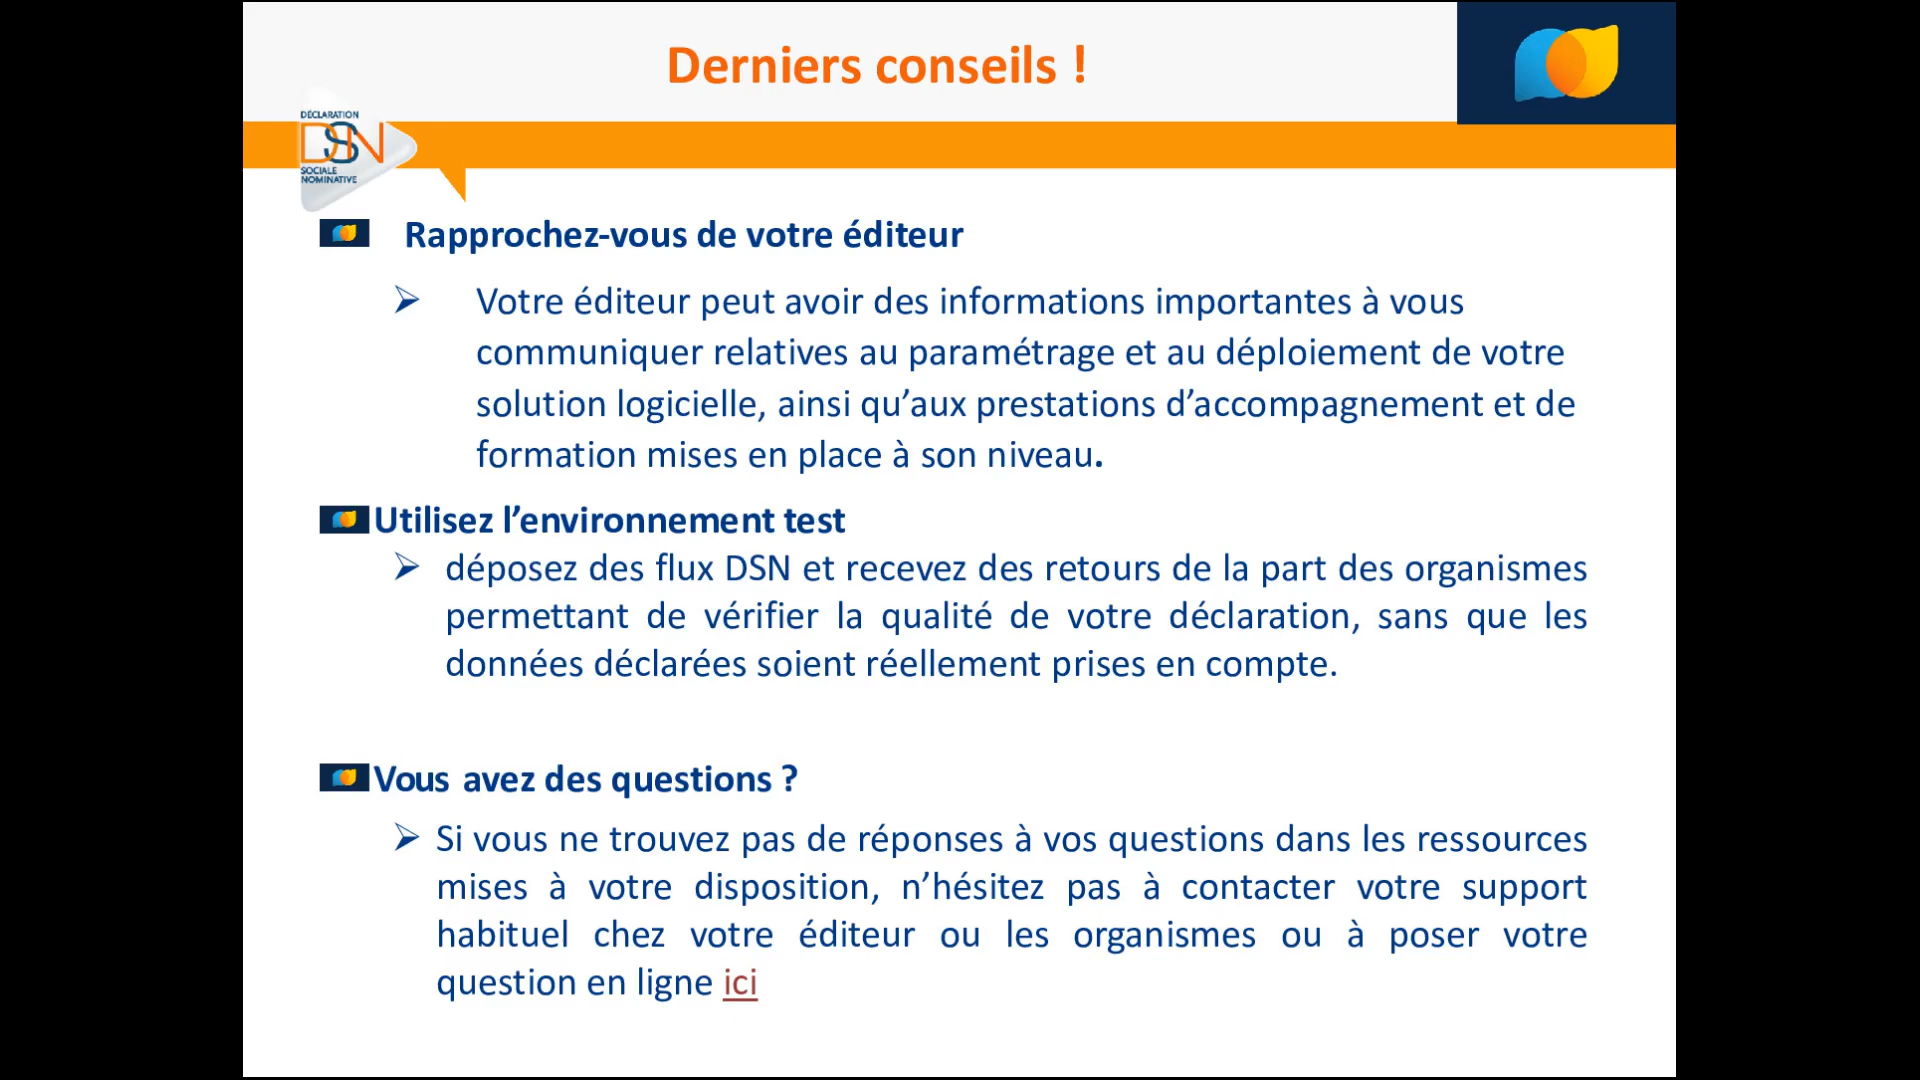 Derniers conseils !
DÉCLARATION
DSN
SOCIALE
NOMINATIVE
Rapprochez-vous de votre éditeur
Votre éditeur peut avoir des informations importantes à vous
communiquer relatives au paramétrage et au déploiement de votre
solution logicielle, ainsi qu’aux prestations d’accompagnement et de
formation mises en place à son niveau.
Utilisez l’environnement test
déposez des flux DSN et recevez des retours de la part des organismes
permettant de vérifier la qualité de votre déclaration, sans que les
données déclarées soient réellement prises en compte.
Vous avez des questions ?
Si vous ne trouvez pas de réponses à vos questions dans les ressources
mises à votre disposition, n’hésitez pas à contacter votre support
habituel chez votre éditeur ou les organismes ou à poser votre
question en ligne ici